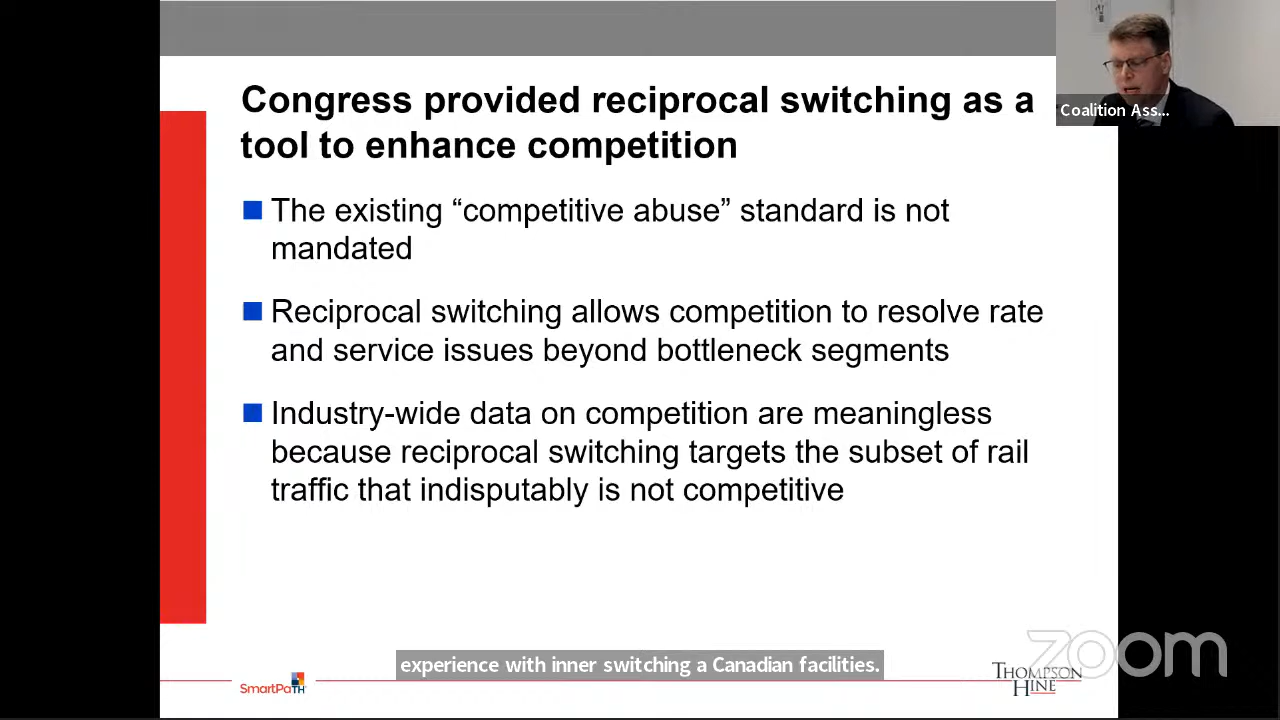 Congress provided reciprocal switching as a
tool to enhance competition
Coalition Ass...
The existing “competitive abuse” standard is not
mandated
Reciprocal switching allows competition to resolve rate
and service issues beyond bottleneck segments
Industry-wide data on competition are meaningless
because reciprocal switching targets the subset of rail
traffic that indisputably is not competitive
experience with inner switching a Canadian facilities.
zoom
SmartPaTH
THOMPSON
HINE